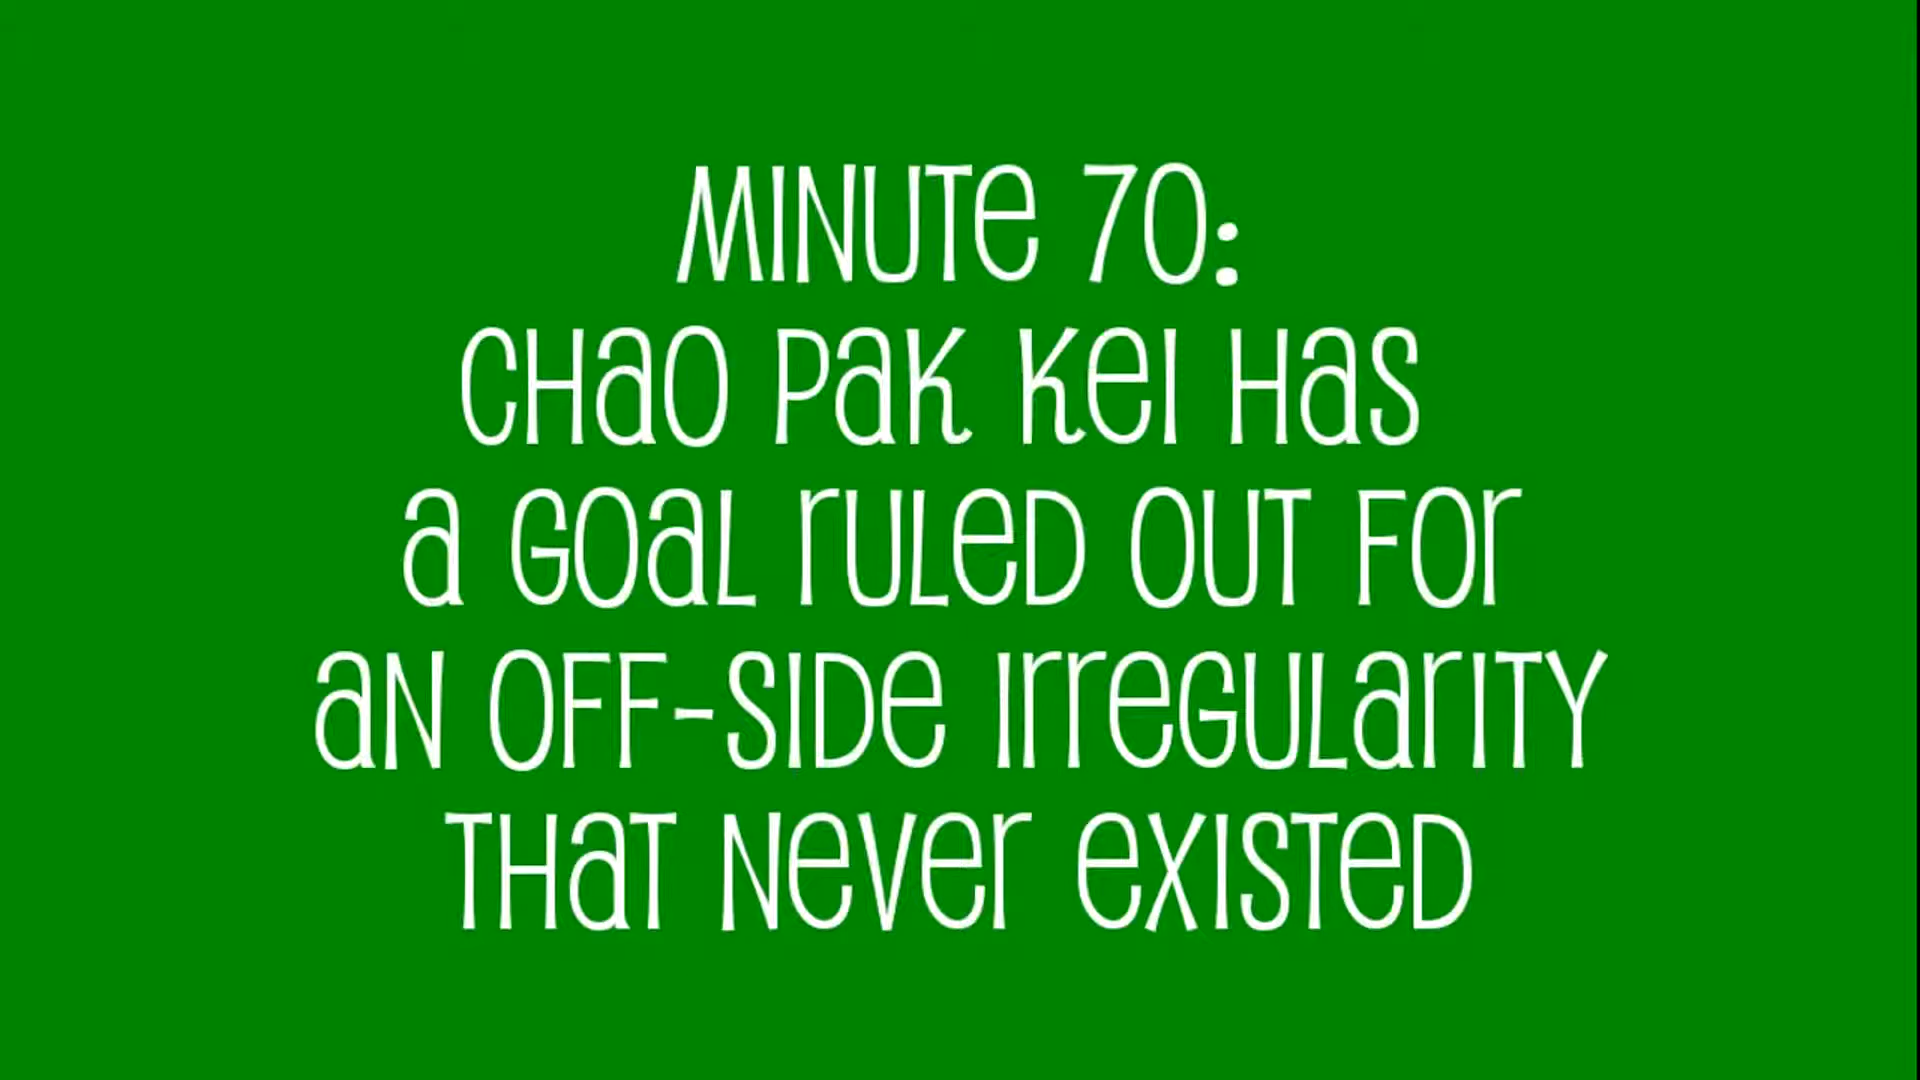 MINUTE 70:
CHAO PAK KEI HAS
A GOAL RULED OUT FOR
AN OFF-SIDE IRREGULARITY
THAT NEVER EXISTED